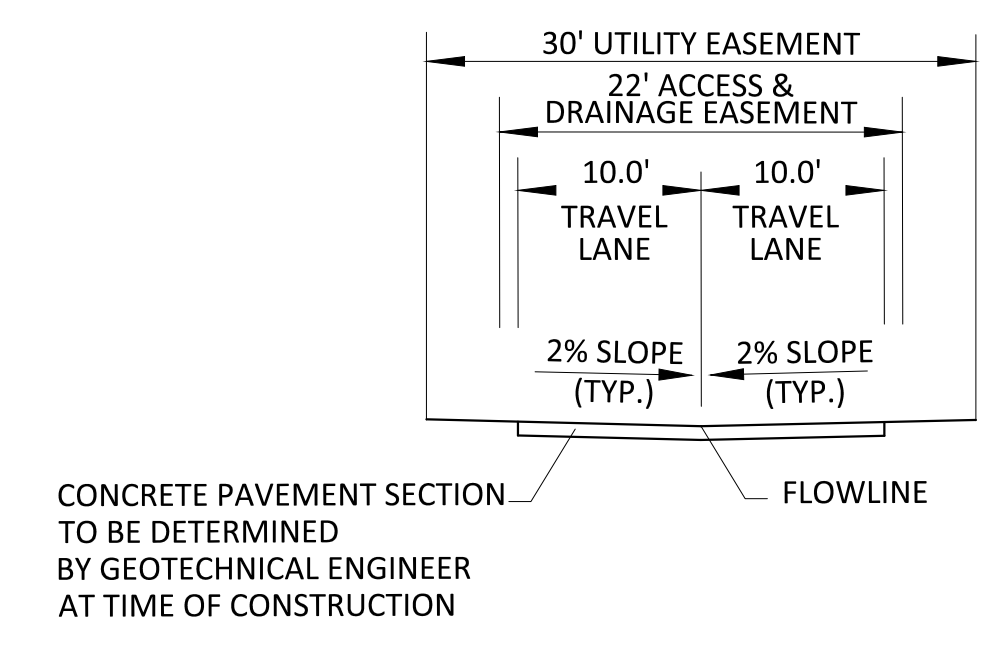 30' UTILITY EASEMENT
22' ACCESS &
DRAINAGE EASEMENT
10.0'
TRAVEL
LANE
10.0'
TRAVEL
LANE
2% SLOPE
(TYP.)
2% SLOPE
(TYP.)
CONCRETE PAVEMENT SECTION
TO BE DETERMINED
BY GEOTECHNICAL ENGINEER
AT TIME OF CONSTRUCTION
FLOWLINE